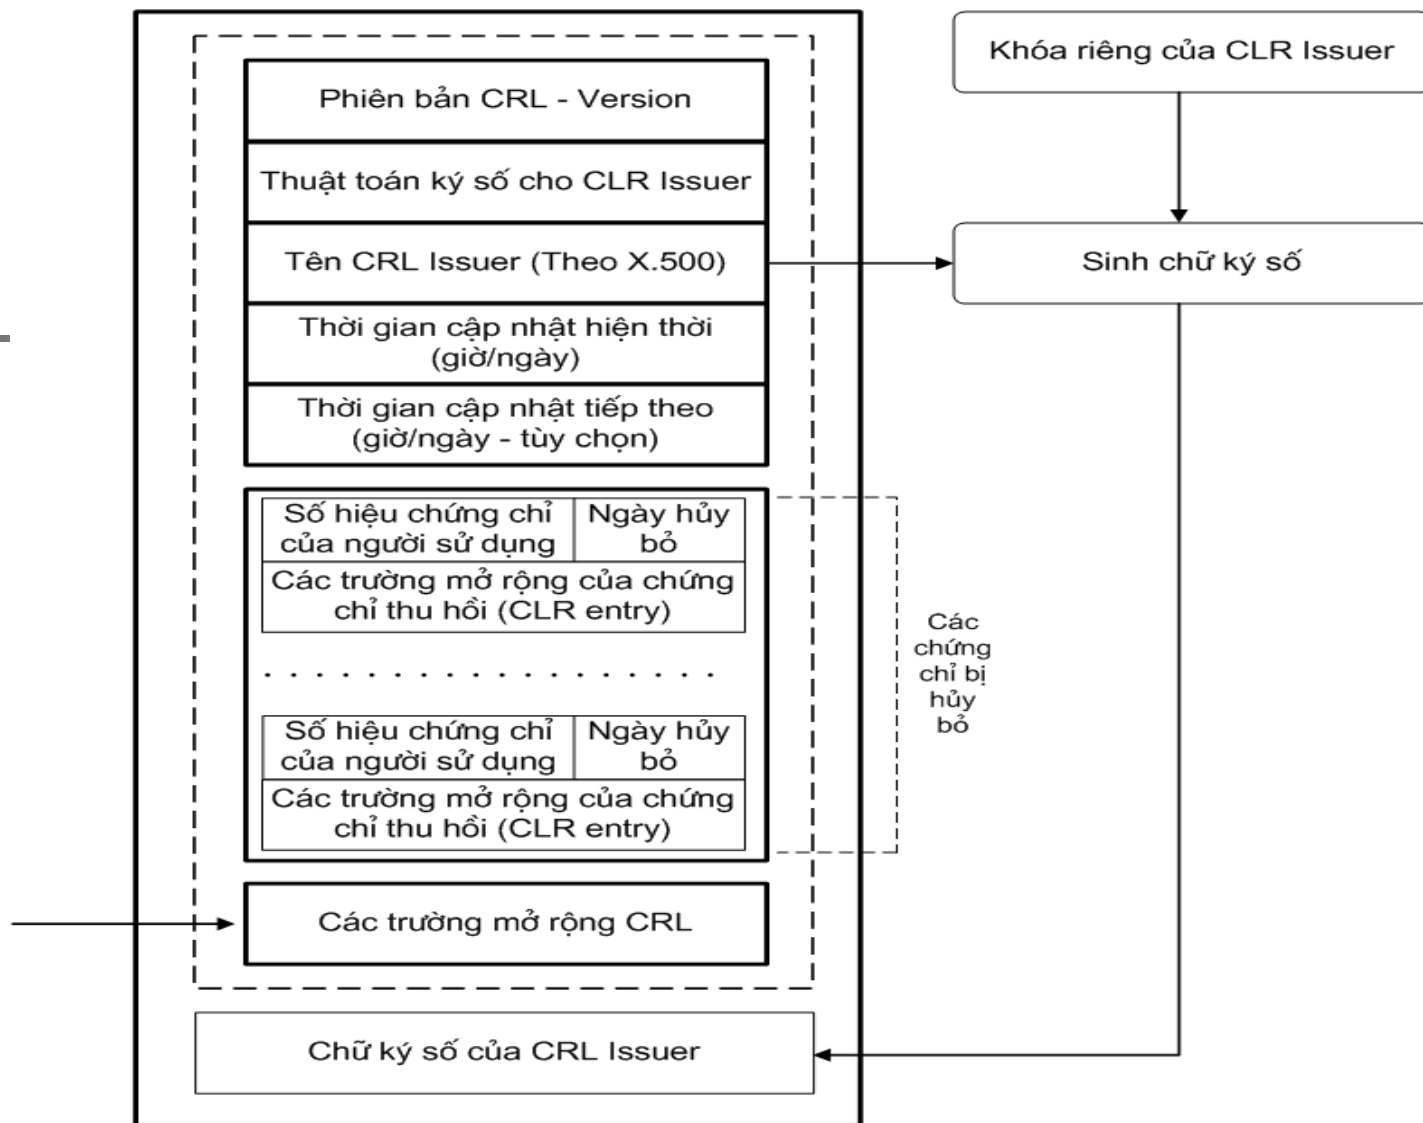 Phiên bản CRL - Version
Thuật toán ký số cho CLR Issuer
Tên CRL Issuer (Theo X.500)
Thời gian cập nhật hiện thời
(giờ/ngày)
Thời gian cập nhật tiếp theo
(giờ/ngày - tùy chọn)
Số hiệu chứng chỉ
của người sử dụng
Ngày hủy
bỏ
Các trường mở rộng của chứng
chỉ thu hồi (CLR entry)
. . . . . . . . . . . . . . . . . .
Số hiệu chứng chỉ
của người sử dụng
Ngày hủy
bỏ
Các trường mở rộng của chứng
chỉ thu hồi (CLR entry)
Các
chứng
chỉ bị
hủy
bỏ
Các trường mở rộng CRL
Chữ ký số của CRL Issuer
Khóa riêng của CLR Issuer
Sinh chữ ký số